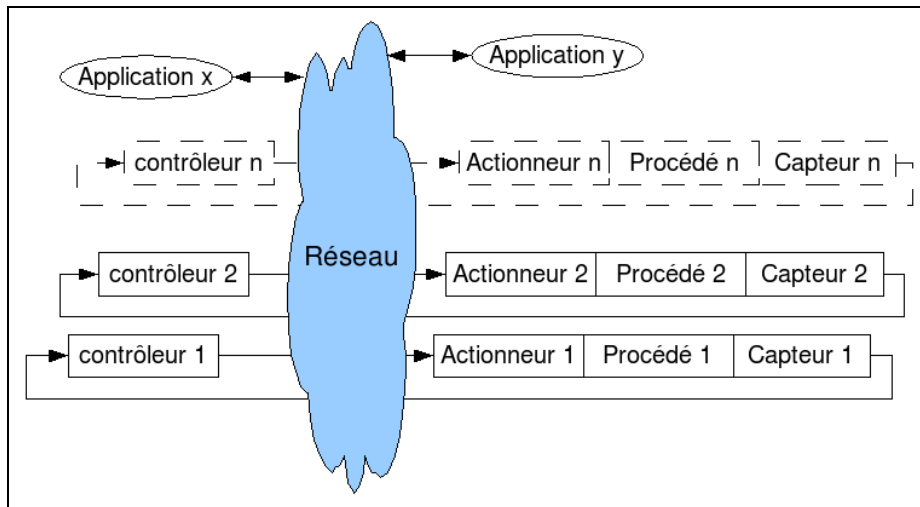 Application x
Application y
contrôleur n
Actionneur n
Procédé n
Capteur n
Réseau
contrôleur 2
Actionneur 2
Procédé 2
Capteur 2
contrôleur 1
Actionneur 1
Procédé 1
Capteur 1